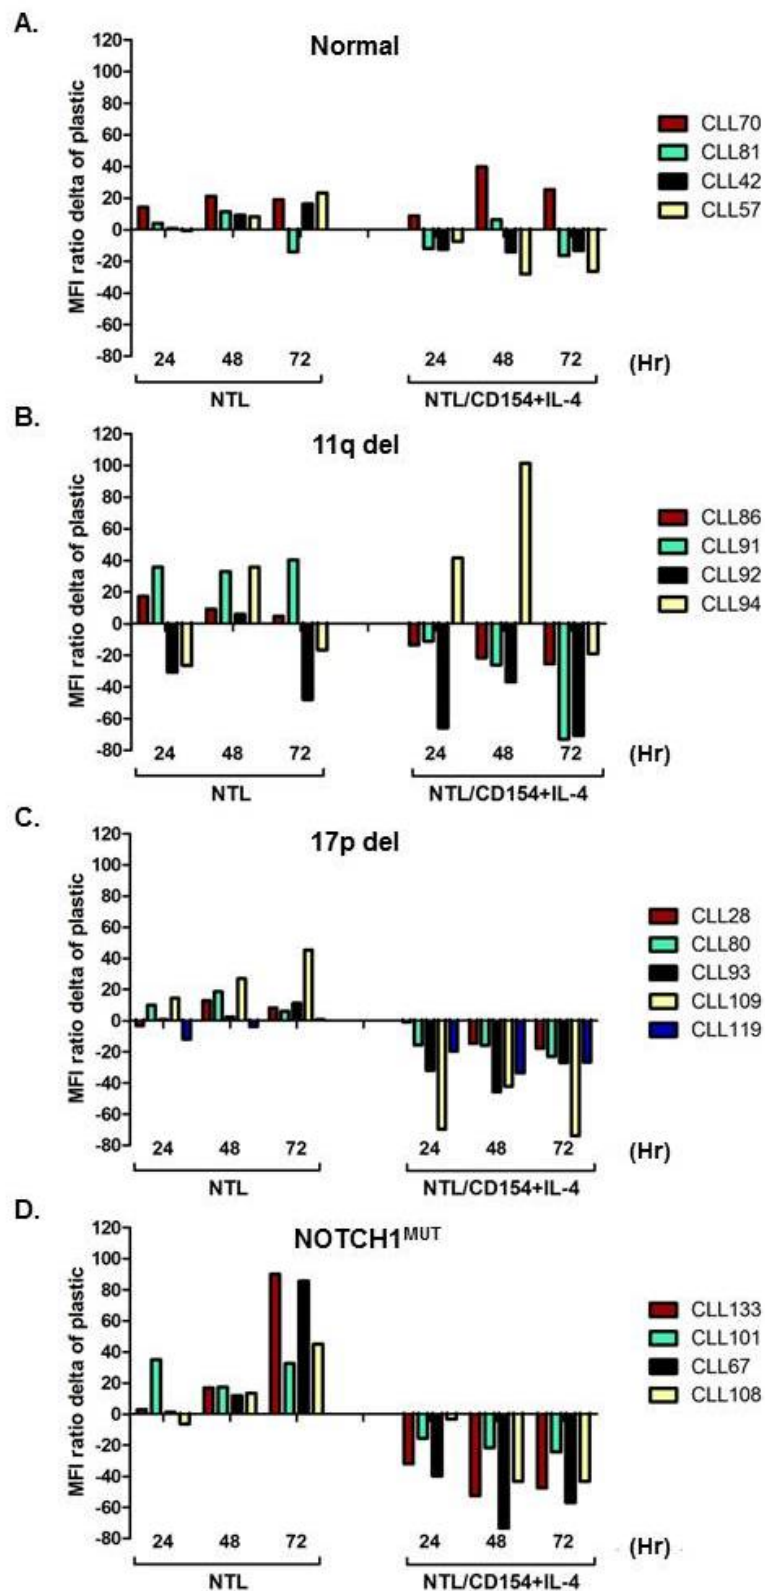 A.
Normal
MFI ratio delta of plastic
120
100
80
60
40
20
0
-20
-40
-60
-80
24 48 72 24 48 72 (Hr)
NTL NTL/CD154+IL-4
CLL70
CLL81
CLL42
CLL57
B.
11q del
MFI ratio delta of plastic
120
100
80
60
40
20
0
-20
-40
-60
-80
24 48 72 24 48 72 (Hr)
NTL NTL/CD154+IL-4
CLL86
CLL91
CLL92
CLL94
C.
17p del
MFI ratio delta of plastic
120
100
80
60
40
20
0
-20
-40
-60
-80
24 48 72 24 48 72 (Hr)
NTL NTL/CD154+IL-4
CLL28
CLL80
CLL93
CLL109
CLL119
D.
NOTCH1MUT
MFI ratio delta of plastic
120
100
80
60
40
20
0
-20
-40
-60
-80
24 48 72 24 48 72 (Hr)
NTL NTL/CD154+IL-4
CLL133
CLL101
CLL67
CLL108